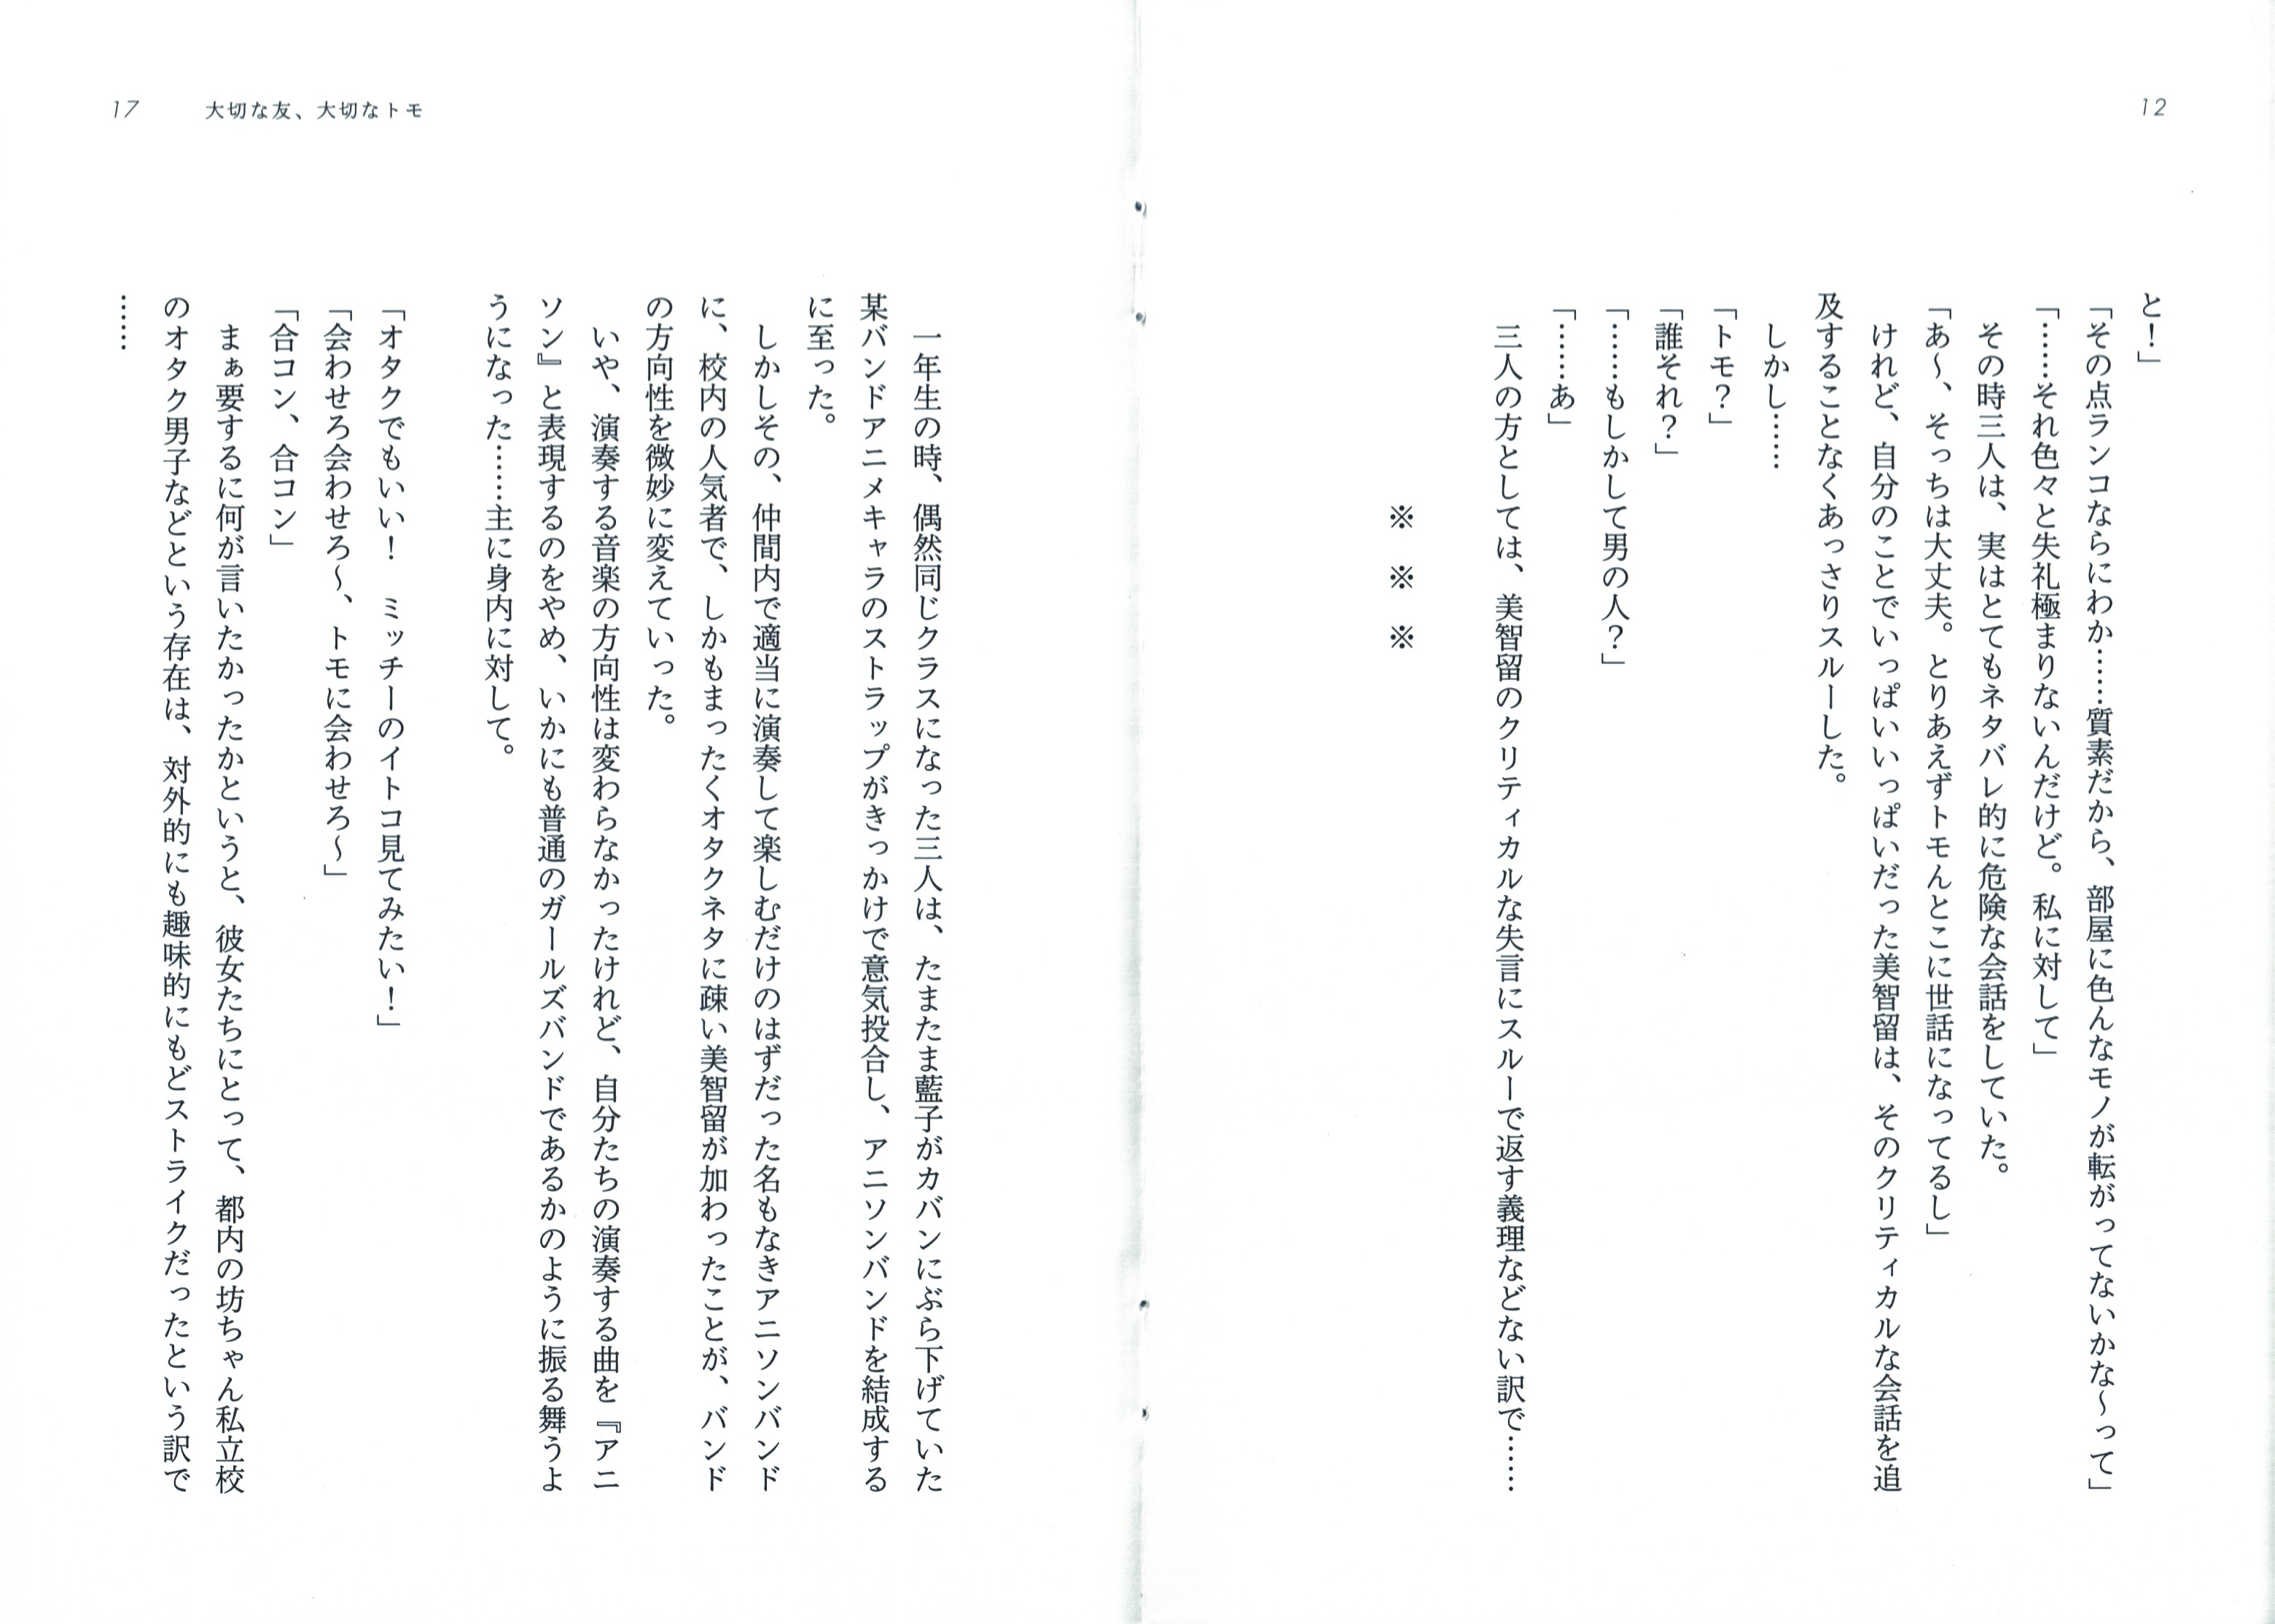 12
と！」
「その点ランコならにわか……質素だから、部屋に色んなモノが転がってないかな〜って」
「……それ色々と失礼極まりないんだけど。私に対して」
その時三人は、実はとてもネタバレ的に危険な会話をしていた。
「あ〜、そっちは大丈夫。とりあえずトモんとこに世話になってるし」
けれど、自分のことでいっぱいいっぱいだった美智留は、そのクリティカルな会話を追
及することなくあっさりスルーした。
しかし……
「トモ？」
「誰それ？」
「……もしかして男の人？」
「……あ」
三人の方としては、美智留のクリティカルな失言にスルーで返す義理などない訳で……
※　※　※
17　大切な友、大切なトモ
一年生の時、偶然同じクラスになった三人は、たまたま藍子がカバンにぶら下げていた
某バンドアニメキャラのストラップがきっかけで意気投合し、アニソンバンドを結成する
に至った。
しかしその、仲間内で適当に演奏して楽しむだけのはずだった名もなきアニソンバンド
に、校内の人気者で、しかもまったくオタクネタに疎い美智留が加わったことが、バンド
の方向性を微妙に変えていった。
いや、演奏する音楽の方向性は変わらなかったけれど、自分たちの演奏する曲を『アニ
ソン』と表現するのをやめ、いかにも普通のガールズバンドであるかのように振る舞うよ
うになった……主に身内に対して。
「オタクでもいい！　ミッチーのイトコ見てみたい！」
「会わせろ会わせろ〜、トモに会わせろ〜」
「合コン、合コン」
まぁ要するに何が言いたかったかというと、彼女たちにとって、都内の坊ちゃん私立校
のオタク男子などという存在は、対外的にも趣味的にもどストライクだったという訳で
……